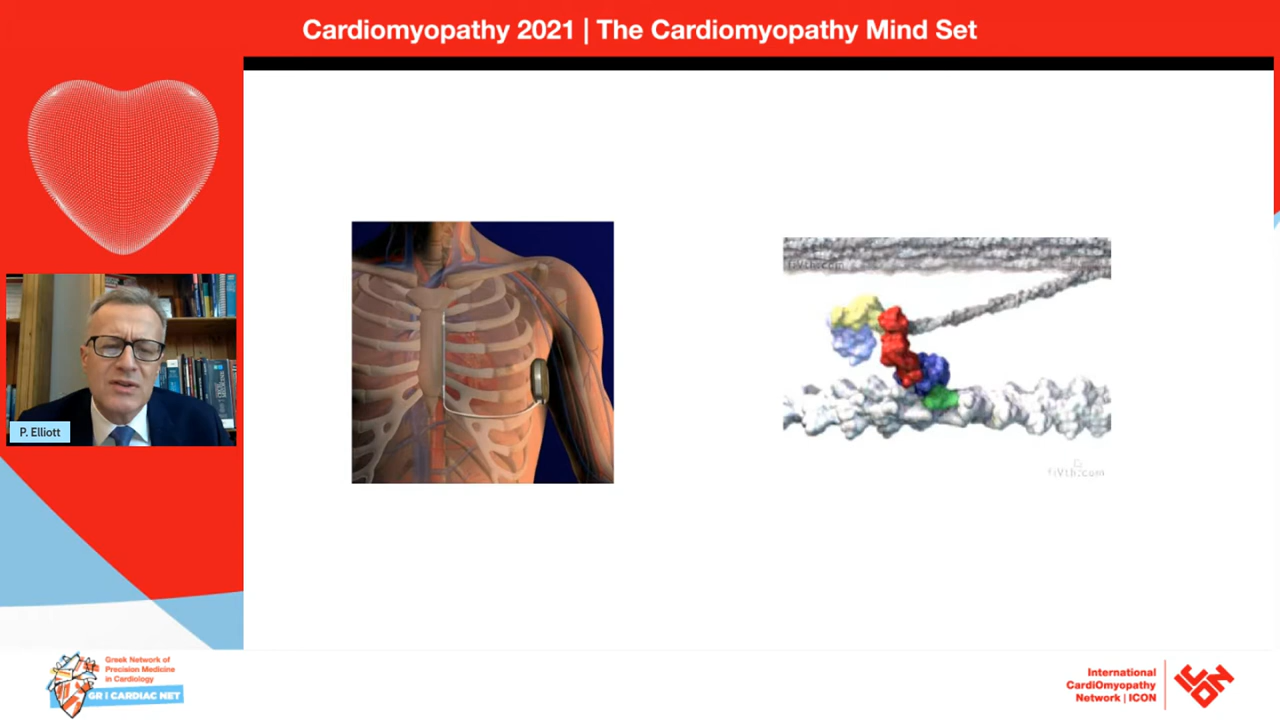 Cardiomyopathy 2021 | The Cardiomyopathy Mind Set
P. Elliott
Greek Network of
Precision Medicine
in Cardiology
GR i CARDIAC NET
International
CardiOmyopathy
Network | ICON
ICON